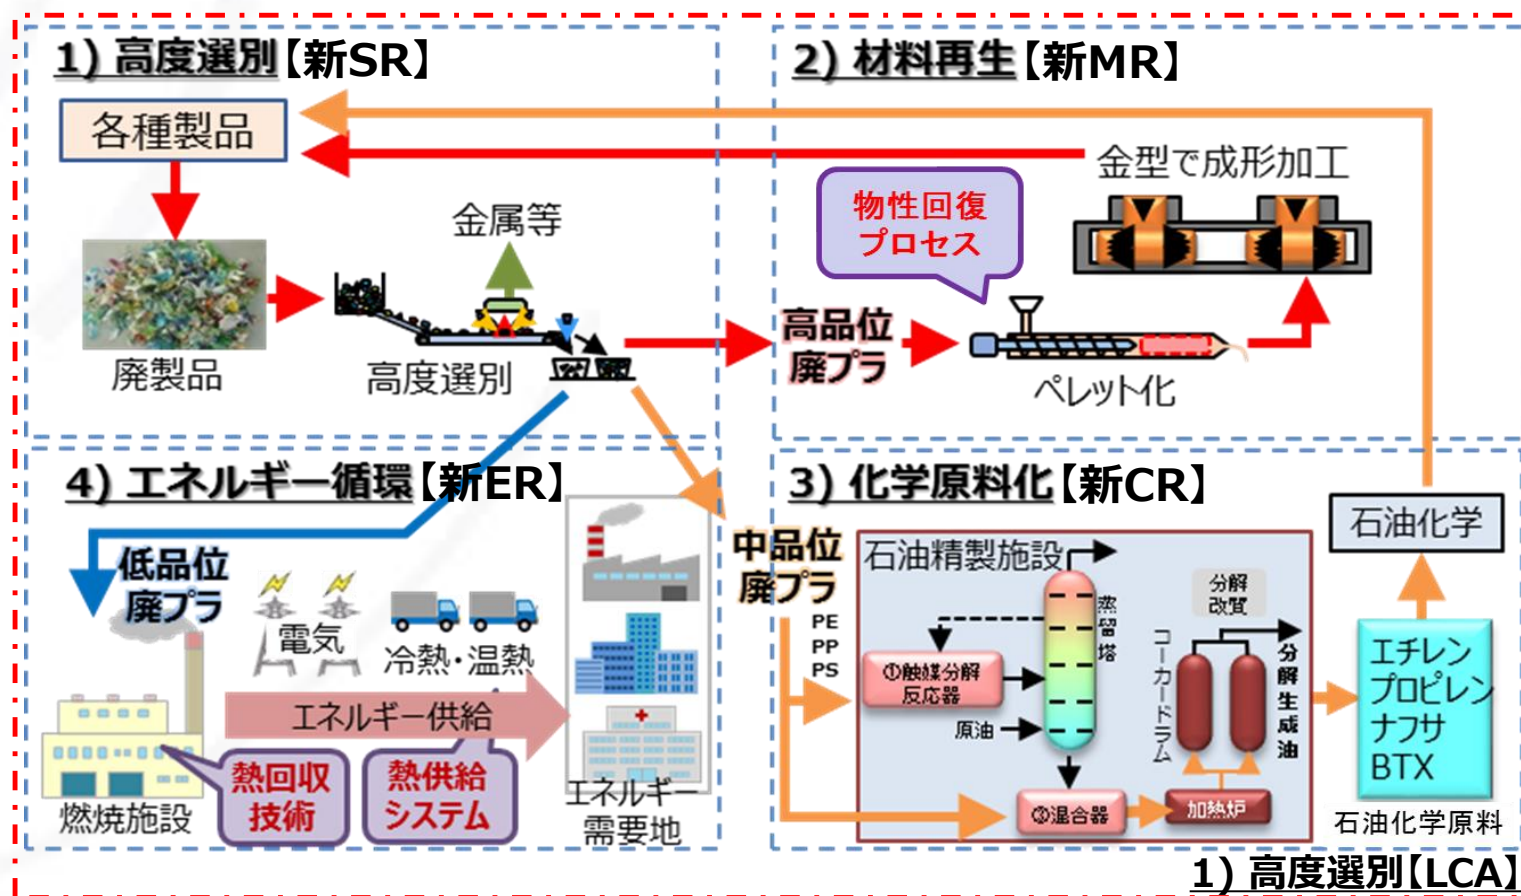 1) 高度選別【新SR】
各種製品
金属等
廃製品
高度選別
2) 材料再生【新MR】
金型で成形加工
物性回復
プロセス
高品位
廃プラ
ペレット化
4) エネルギー循環【新ER】
低品位
廃プラ
電気
冷熱・温熱
エネルギー供給
熱回収
技術
熱供給
システム
燃焼施設
エネルギー
需要地
3) 化学原料化【新CR】
中品位
廃プラ
PE
PP
PS
石油精製施設
蒸留塔
①触媒分解
反応器
原油
②混合器
加熱炉
コーカードラム
分解
改質
分解生成油
石油化学
エチレン
プロピレン
ナフサ
BTX
石油化学原料
1) 高度選別【LCA】